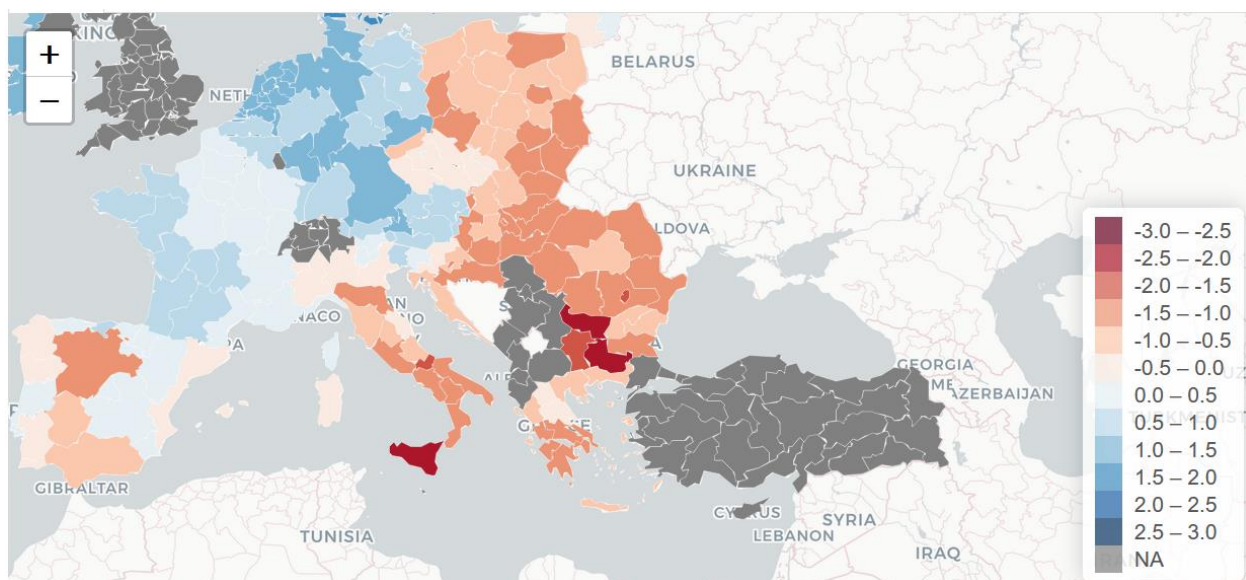 +
−
KING
NETH
BELARUS
UKRAINE
LDOVA
NACO
GIBRALTAR
TUNISIA
GEORGIA
AZERBAIJAN
CYPRUS
LEBANON
SYRIA
IRAQ
-3.0 – -2.5
-2.5 – -2.0
-2.0 – -1.5
-1.5 – -1.0
-1.0 – -0.5
-0.5 – 0.0
0.0 – 0.5
0.5 – 1.0
1.0 – 1.5
1.5 – 2.0
2.0 – 2.5
2.5 – 3.0
NA